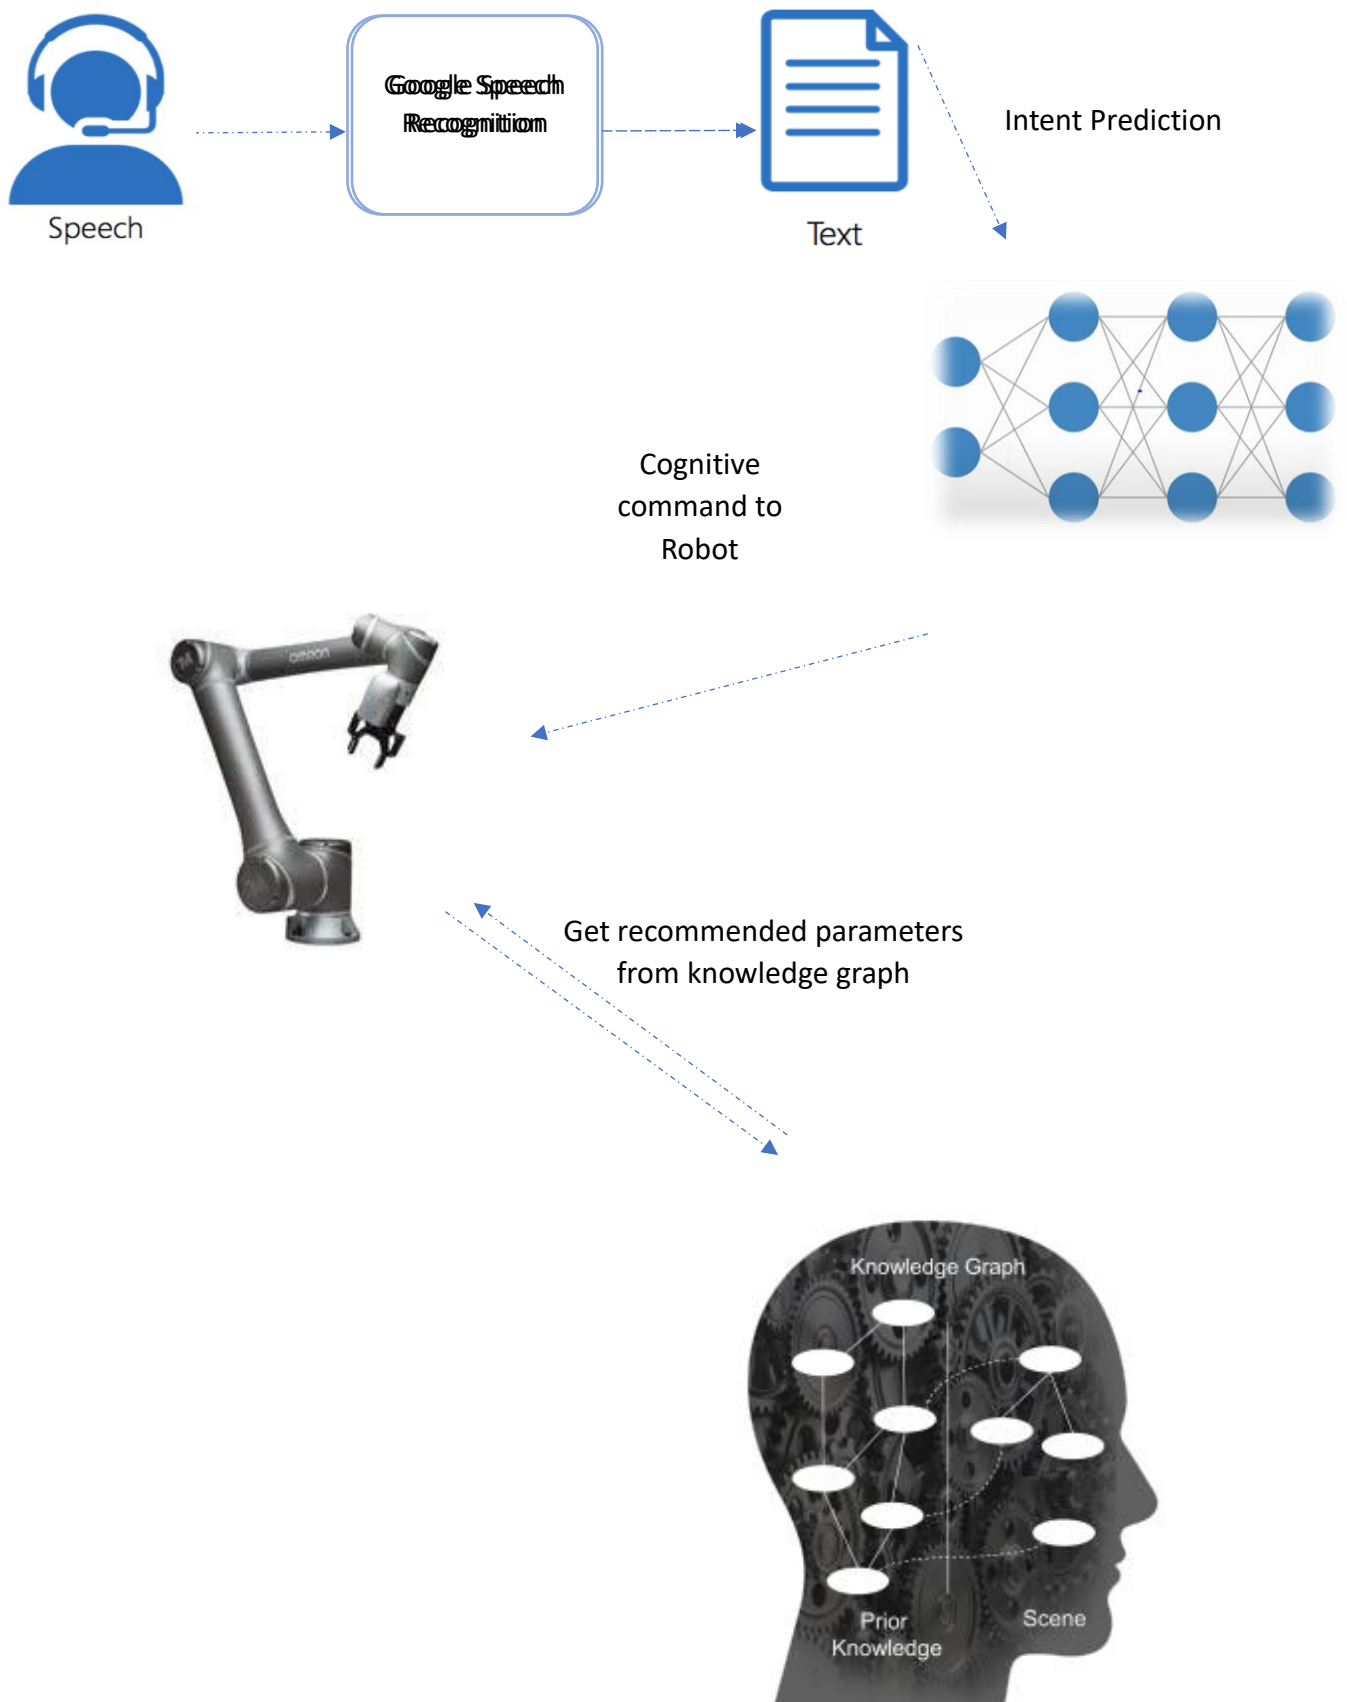 Google Speech
Recognition
Speech
Text
Intent Prediction
Cognitive
command to
Robot
OMRON
Get recommended parameters
from knowledge graph
Knowledge Graph
Prior
Knowledge
Scene